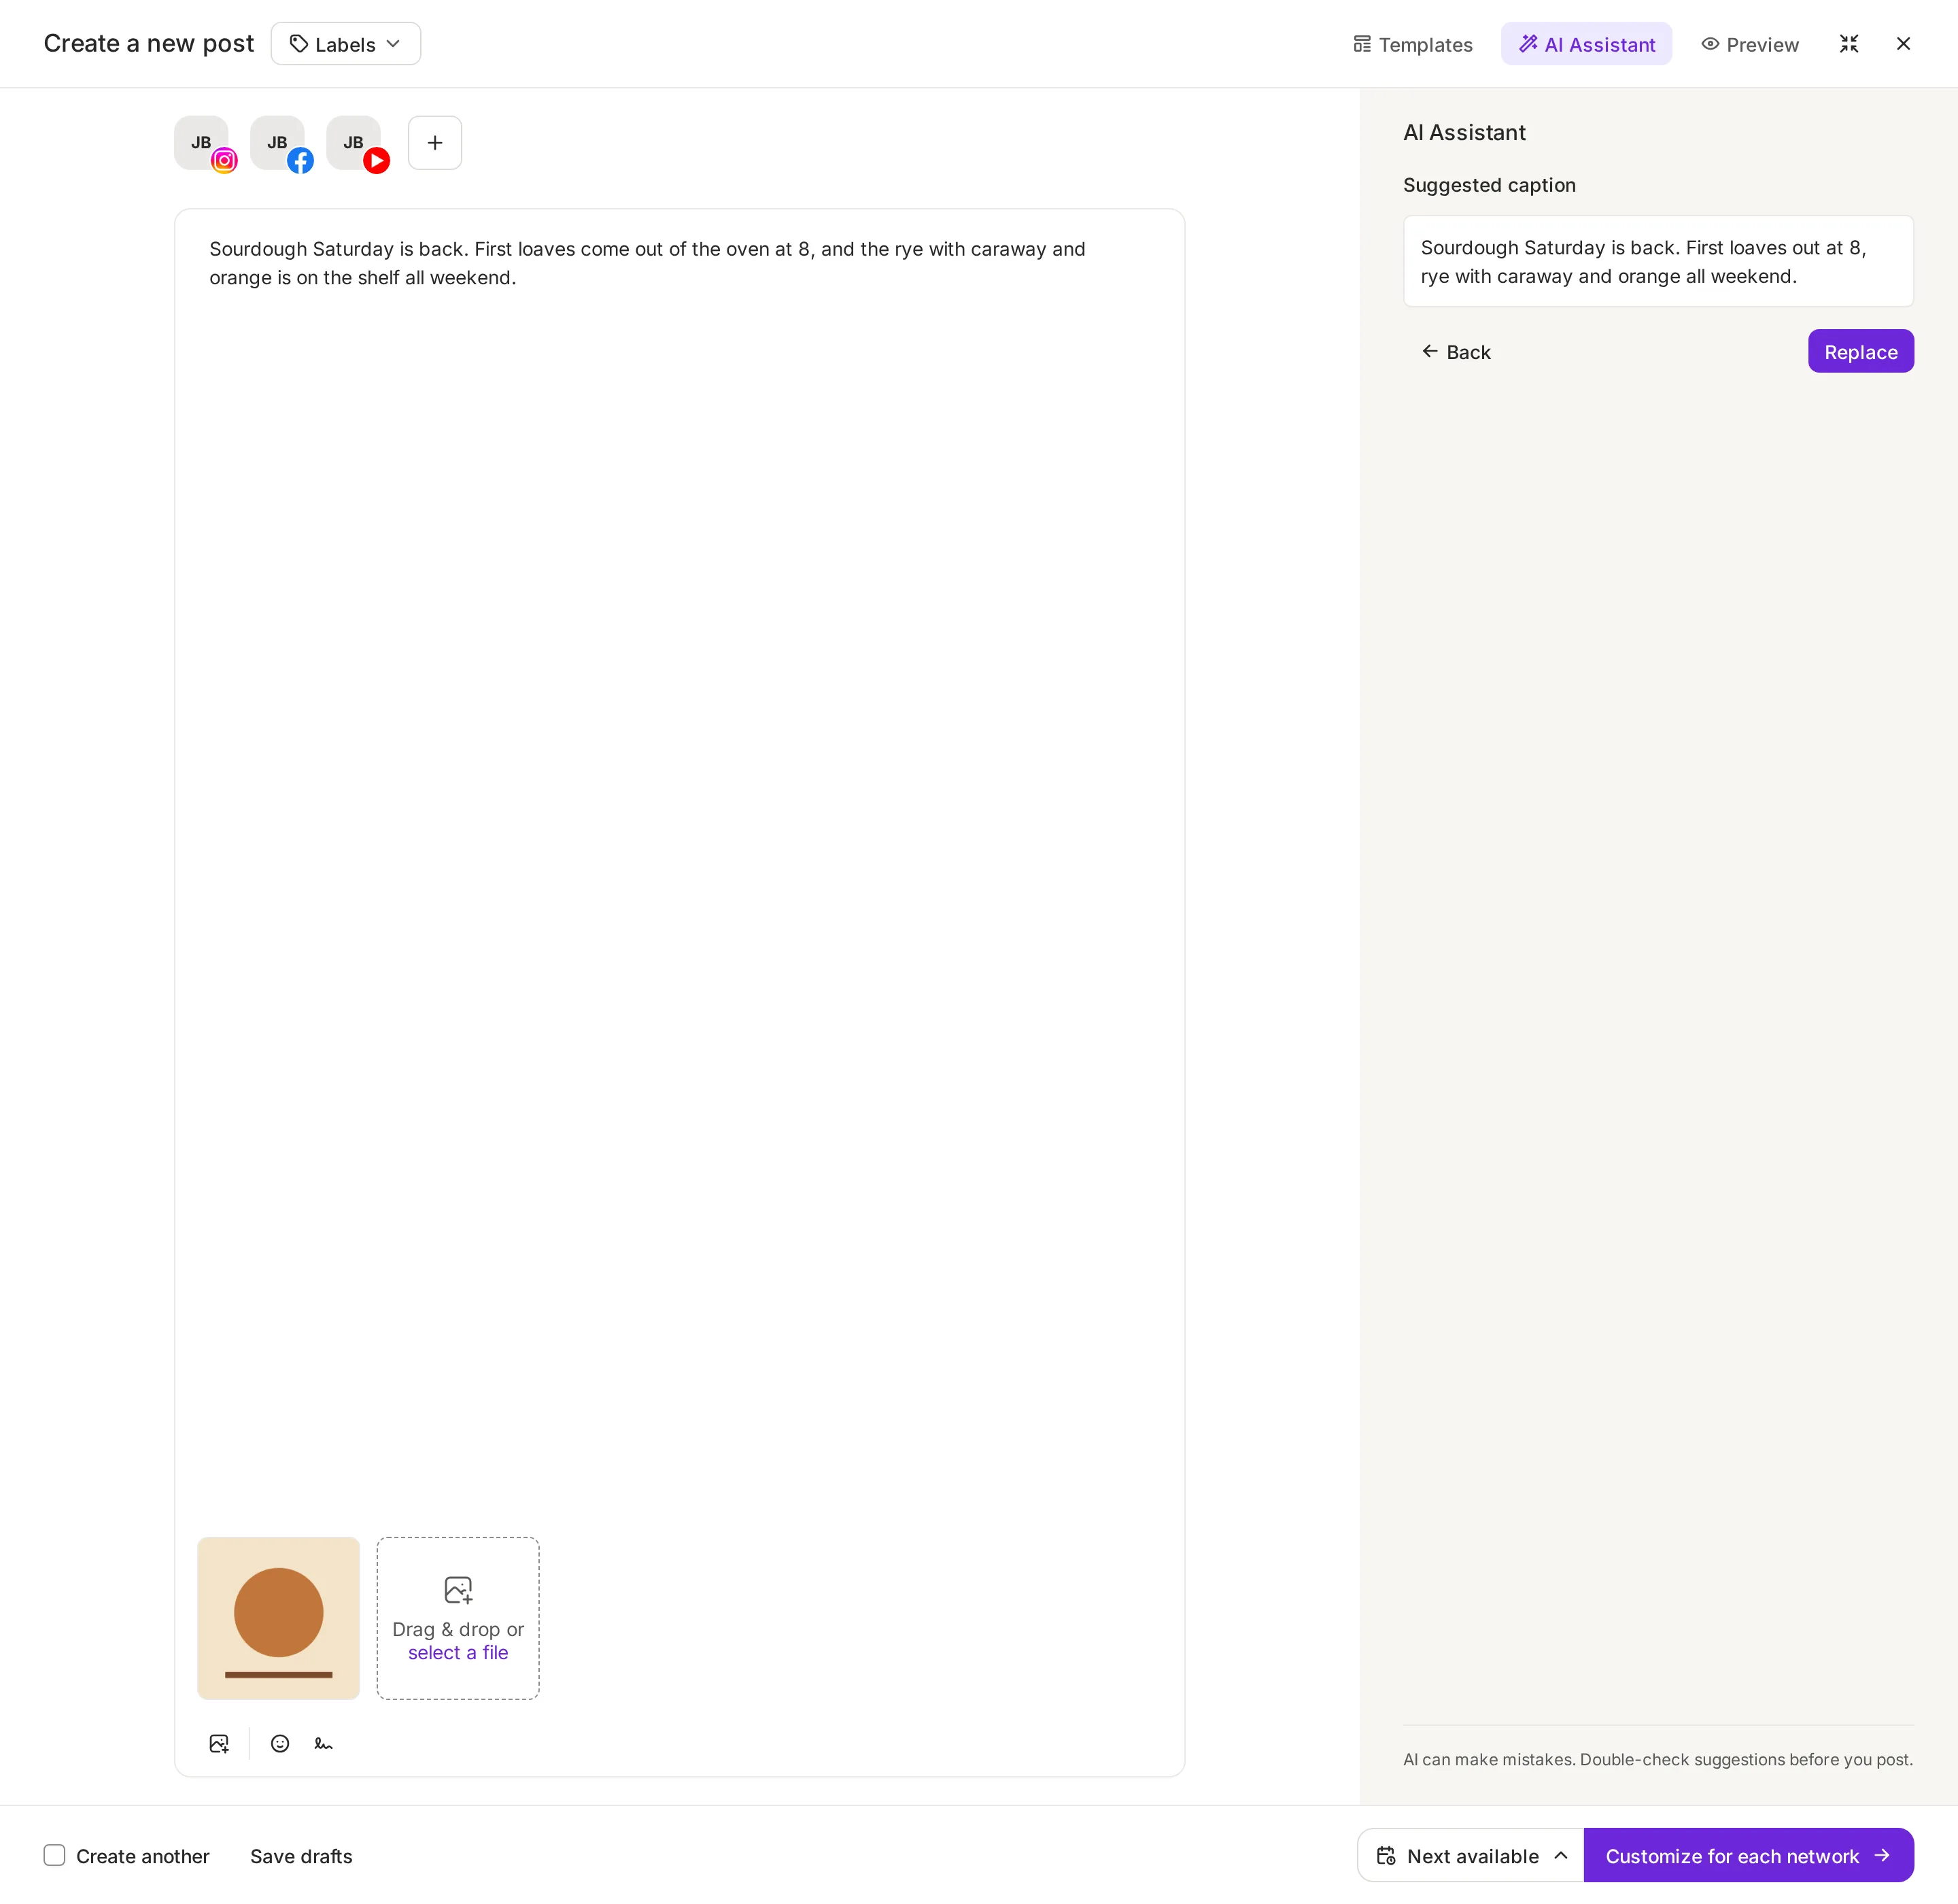 Create a new post
Labels
Templates
AI Assistant
Preview
JB
JB
JB
Sourdough Saturday is back. First loaves come out of the oven at 8, and the rye with caraway and
orange is on the shelf all weekend.
Drag & drop or
select a file
AI Assistant
Suggested caption
Sourdough Saturday is back. First loaves out at 8,
rye with caraway and orange all weekend.
Back
Replace
AI can make mistakes. Double-check suggestions before you post.
Create another
Save drafts
Next available
Customize for each network